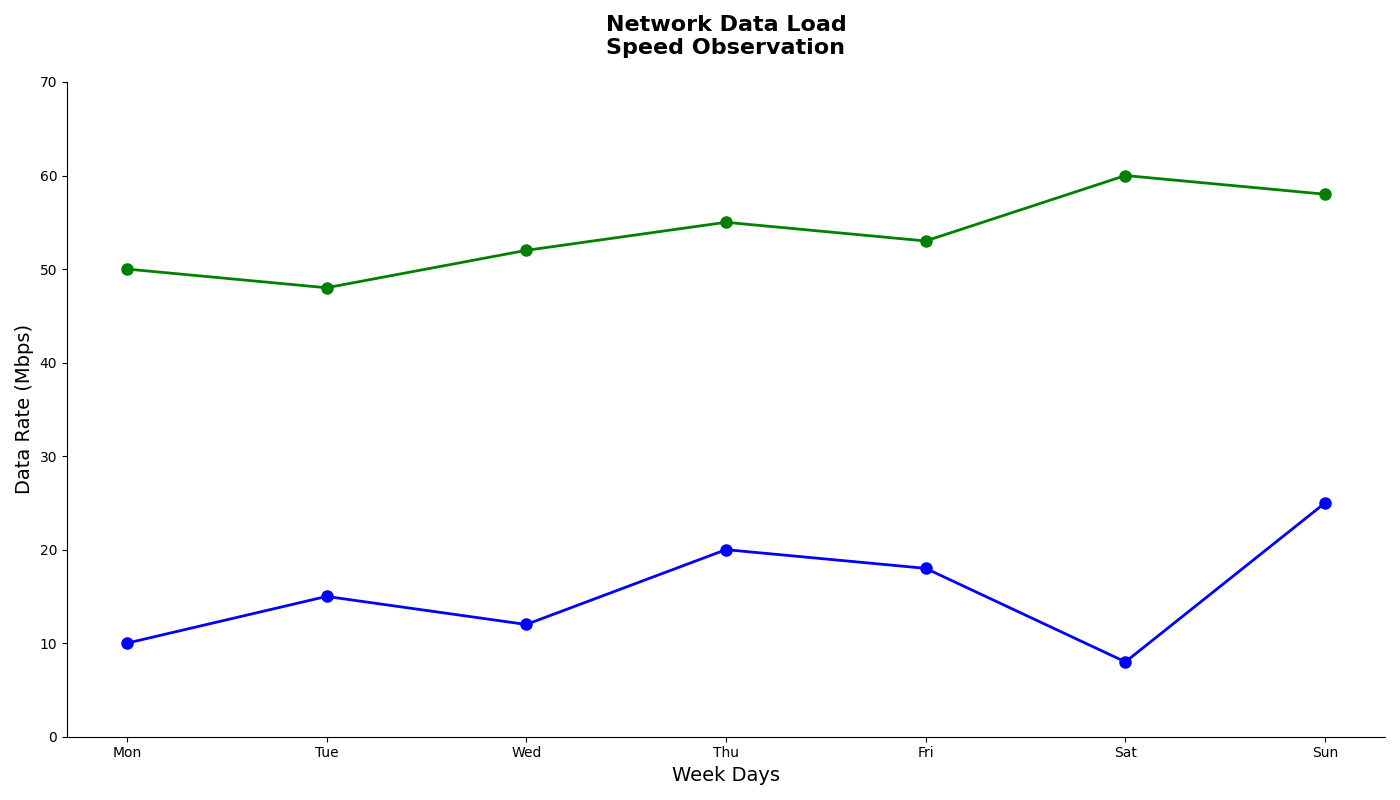 Network Data Load
Speed Observation
70
60
50
40
30
20
10
0
Data Rate (Mbps)
Mon Tue Wed Thu Fri Sat Sun
Week Days